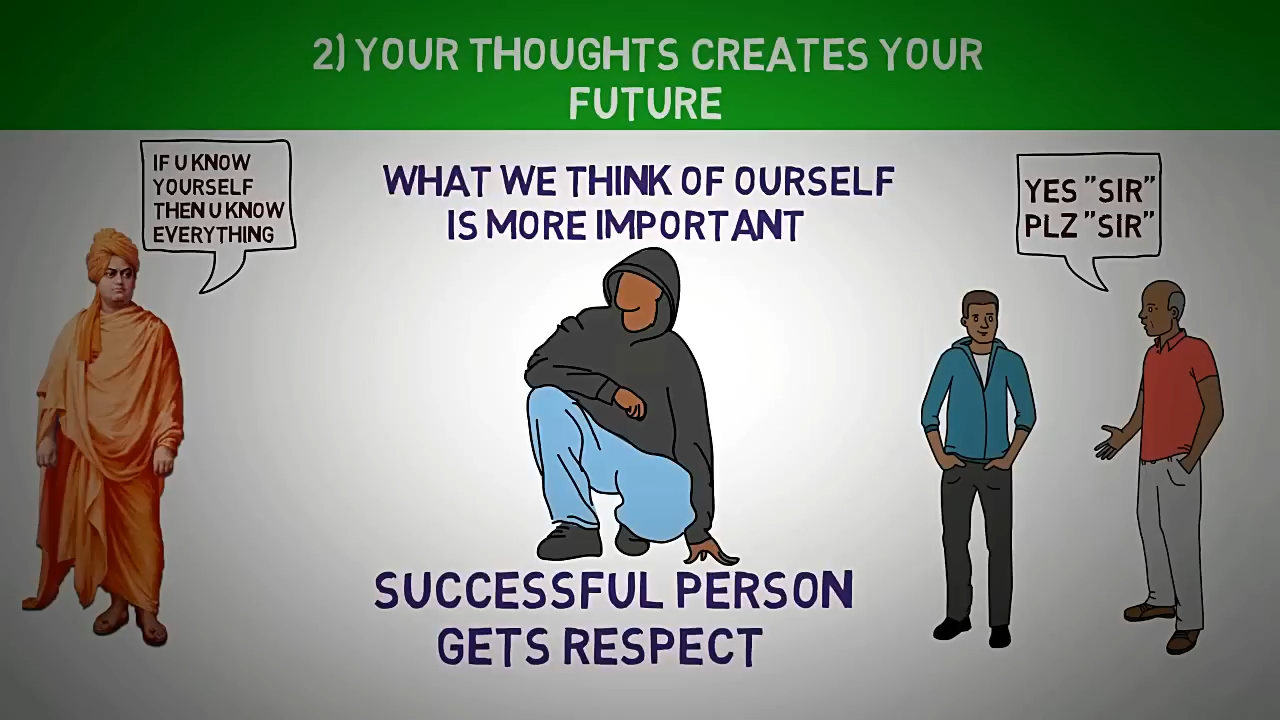 2) YOUR THOUGHTS CREATES YOUR
FUTURE
IF U KNOW
YOURSELF
THEN U KNOW
EVERYTHING
WHAT WE THINK OF OURSELF
IS MORE IMPORTANT
YES "SIR"
PLZ "SIR"
SUCCESSFUL PERSON
GETS RESPECT